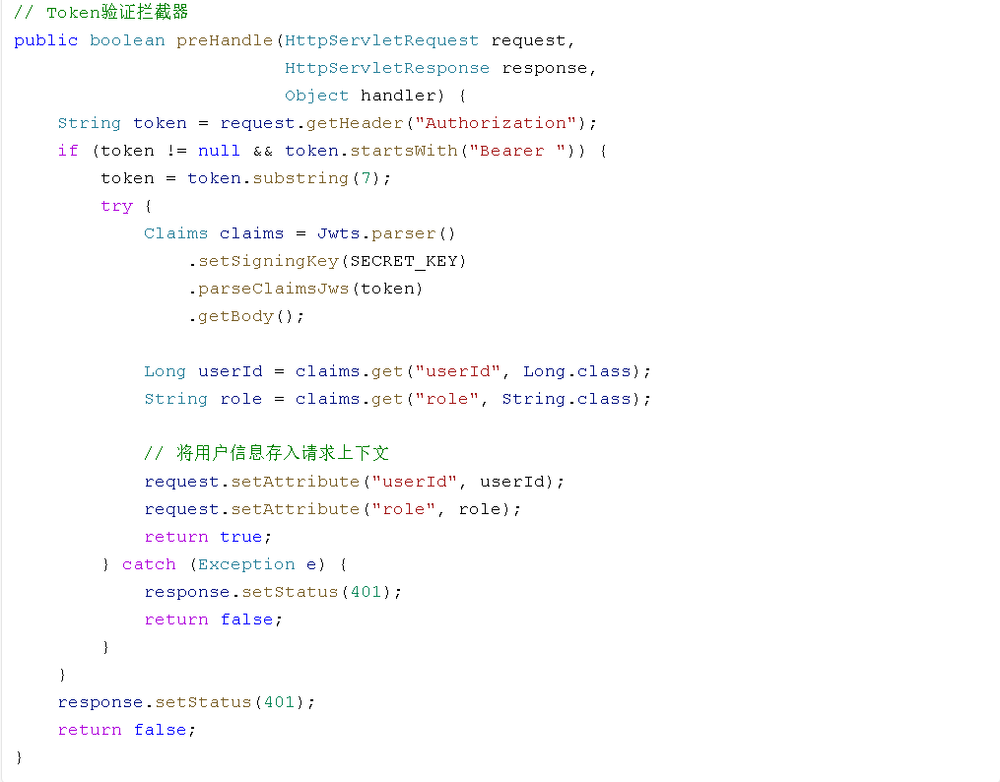 // Token验证拦截器
public boolean preHandle(HttpServletRequest request,
                         HttpServletResponse response,
                         Object handler) {
    String token = request.getHeader("Authorization");
    if (token != null && token.startsWith("Bearer ")) {
        token = token.substring(7);
        try {
            Claims claims = Jwts.parser()
                .setSigningKey(SECRET_KEY)
                .parseClaimsJws(token)
                .getBody();

            Long userId = claims.get("userId", Long.class);
            String role = claims.get("role", String.class);

            // 将用户信息存入请求上下文
            request.setAttribute("userId", userId);
            request.setAttribute("role", role);
            return true;
        } catch (Exception e) {
            response.setStatus(401);
            return false;
        }
    }
    response.setStatus(401);
    return false;
}